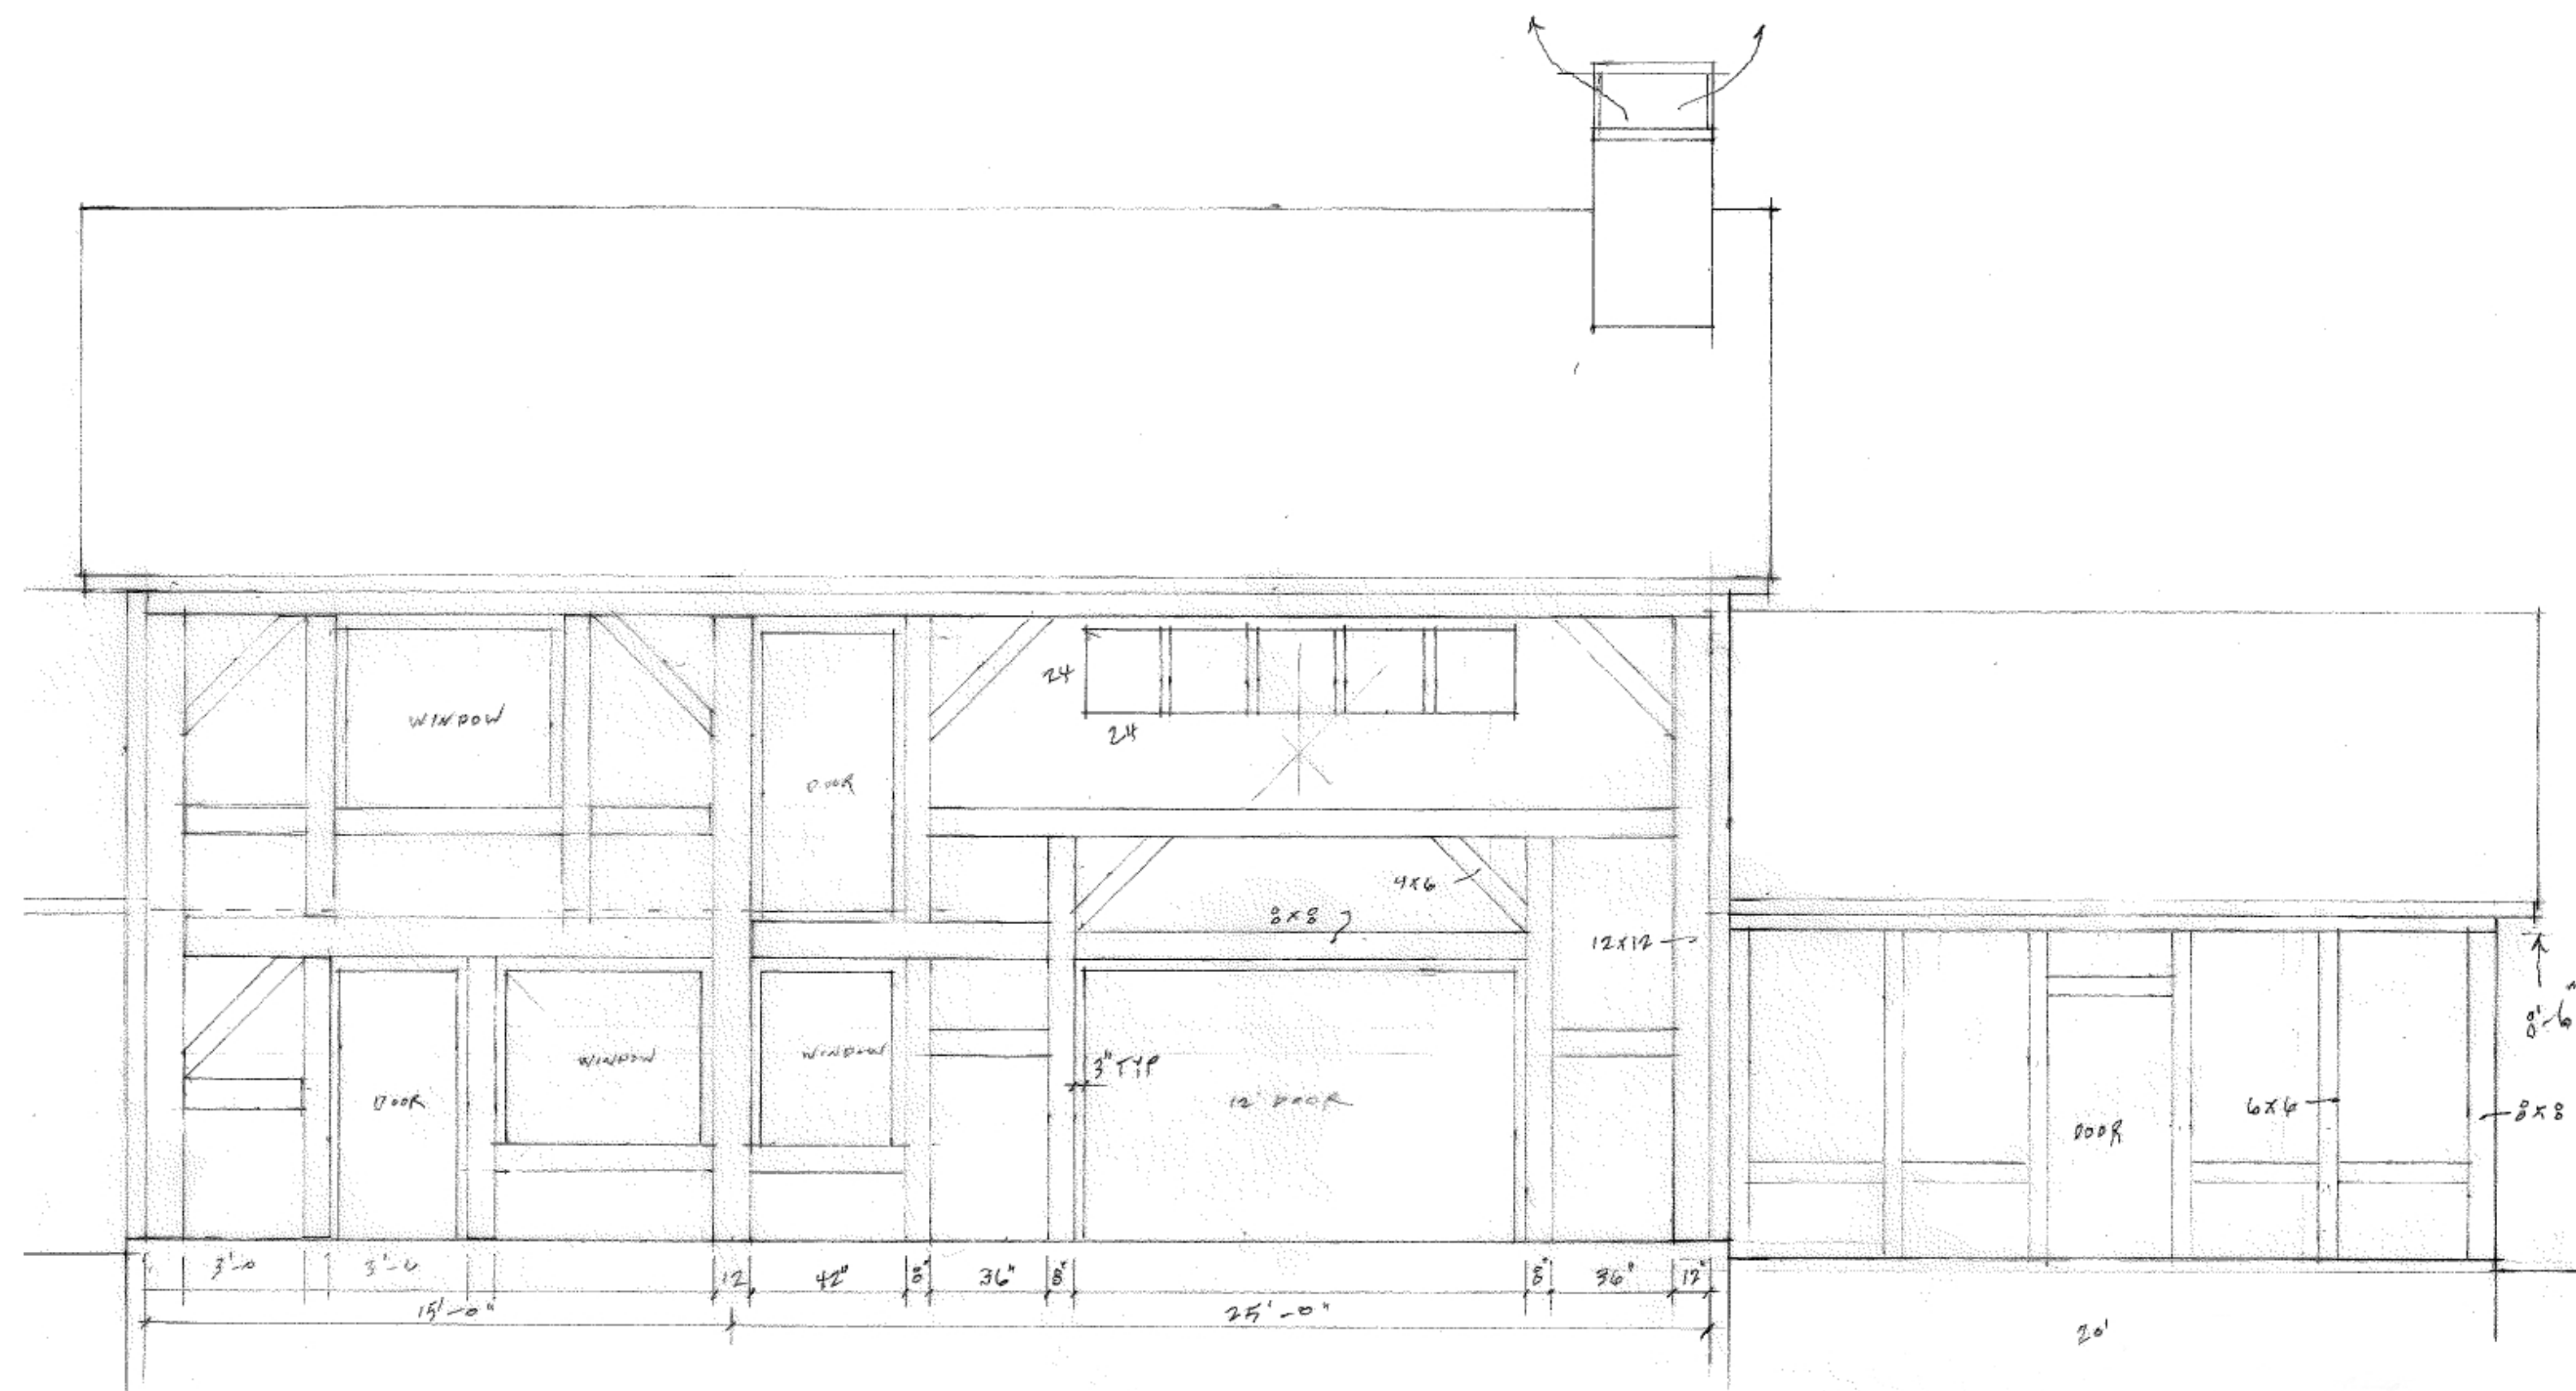 24
WINDOW
24
DOOR
4x6
8x8
12x12
8'-6"
WINDOW
WINDOW
3" TYP
DOOR
12' DOOR
6x6
8x8
DOOR
3'-0
3'-0
12
42"
8"
36"
8"
8"
36"
12"
15'-0"
25'-0"
20'